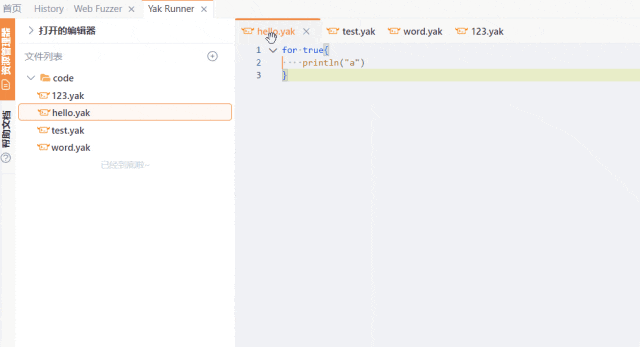 首页 History Web Fuzzer Yak Runner
资源管理器
帮助文档
打开的编辑器
文件列表
code
123.yak
hello.yak
test.yak
word.yak
已经到底啦~
hello.yak test.yak word.yak 123.yak
1 for true{
2 ····println("a")
3 }